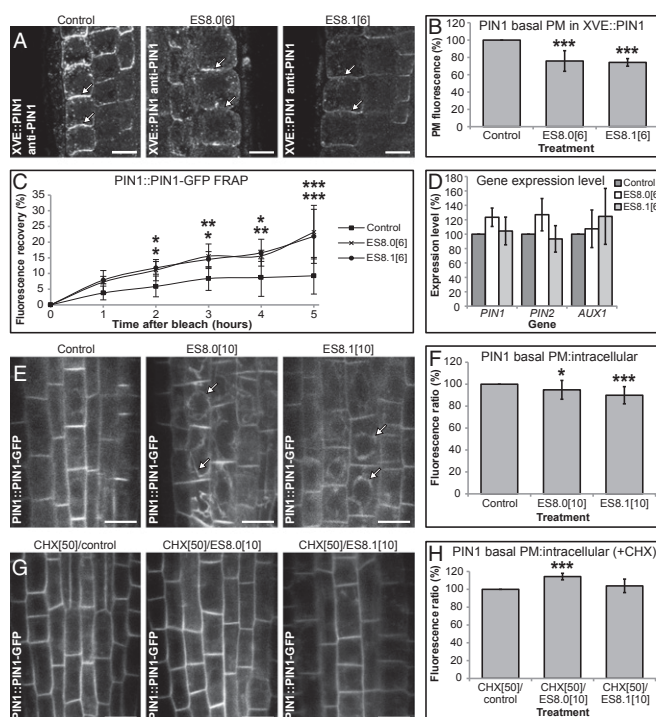 A
Control
ES8.0[6]
ES8.1[6]
XVE::PIN1
anti-PIN1
XVE::PIN1 anti-PIN1
XVE::PIN1 anti-PIN1
B
PIN1 basal PM in XVE::PIN1
PM fluorescence (%)
120
100
80
60
40
20
0
***
***
Control
ES8.0[6]
ES8.1[6]
Treatment
C
PIN1::PIN1-GFP FRAP
Fluorescence recovery (%)
35
30
25
20
15
10
5
0
*
*
**
*
*
**
***
***
Control
ES8.0[6]
ES8.1[6]
0
1
2
3
4
5
Time after bleach (hours)
D
Gene expression level
Control
ES8.0[6]
ES8.1[6]
Expression level (%)
180
160
140
120
100
80
60
40
20
0
PIN1
PIN2
AUX1
Gene
E
Control
ES8.0[10]
ES8.1[10]
PIN1::PIN1-GFP
PIN1::PIN1-GFP
PIN1::PIN1-GFP
F
PIN1 basal PM:intracellular
Fluorescence ratio (%)
120
100
80
60
40
20
0
*
***
Control
ES8.0[10]
ES8.1[10]
Treatment
G
CHX[50]/control
CHX[50]/ES8.0[10]
CHX[50]/ES8.1[10]
PIN1::PIN1-GFP
PIN1::PIN1-GFP
PIN1::PIN1-GFP
H
PIN1 basal PM:intracellular (+CHX)
Fluorescence ratio (%)
120
100
80
60
40
20
0
***
CHX[50]/
control
CHX[50]/
ES8.0[10]
CHX[50]/
ES8.1[10]
Treatment